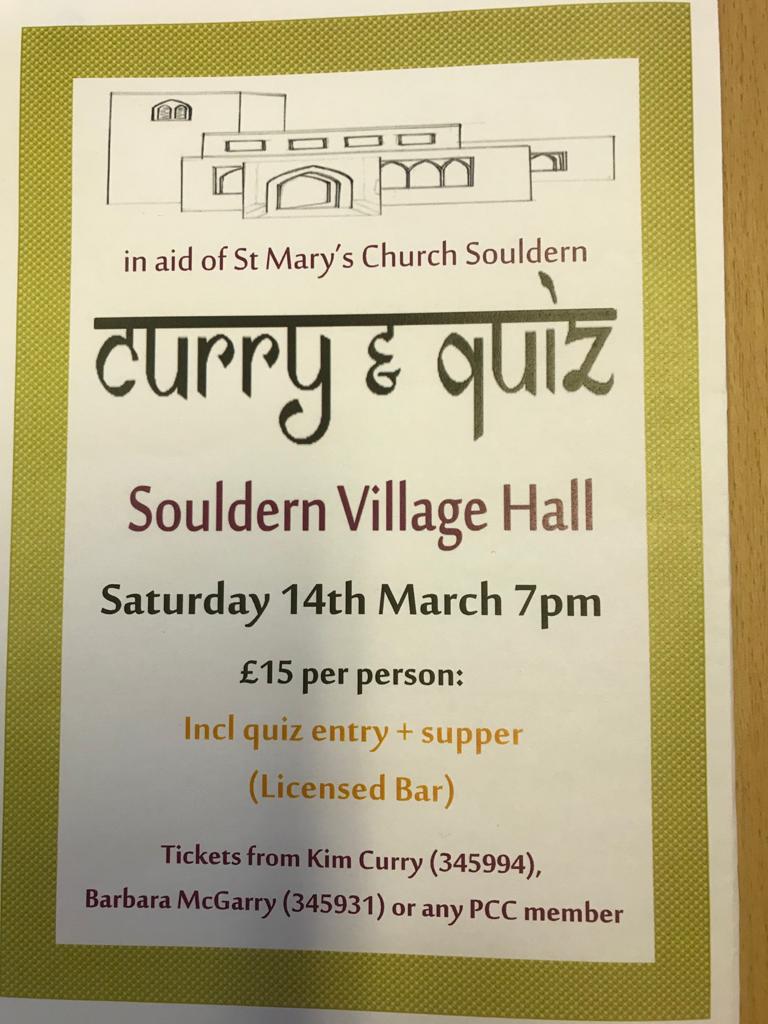 in aid of St Mary's Church Souldern
curry & quiz
Souldern Village Hall
Saturday 14th March 7pm
£15 per person:
Incl quiz entry + supper
(Licensed Bar)
Tickets from Kim Curry (345994),
Barbara McGarry (345931) or any PCC member